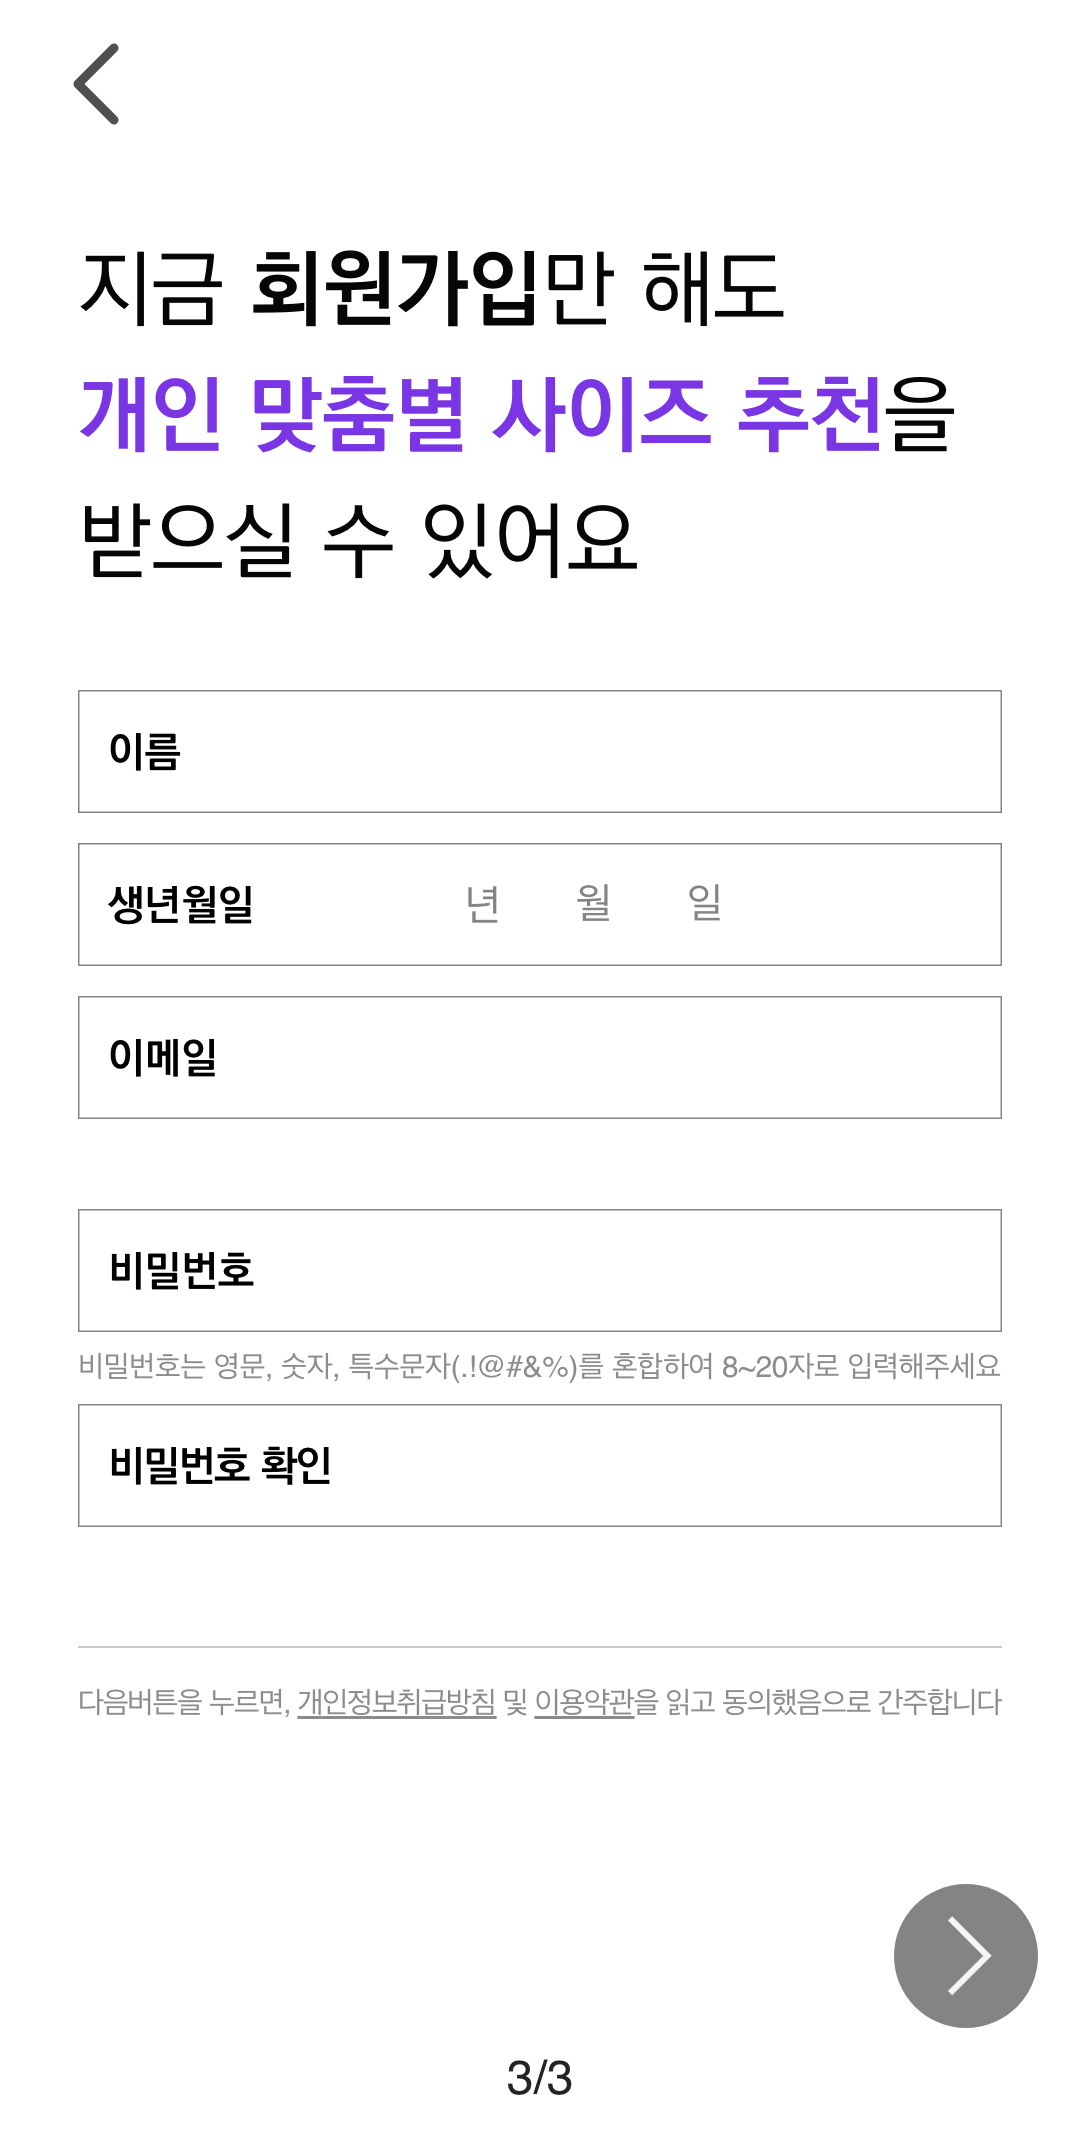 지금 회원가입만 해도
개인 맞춤별 사이즈 추천을
받으실 수 있어요
이름
생년월일 년 월 일
이메일
비밀번호
비밀번호는 영문, 숫자, 특수문자(.!@#&%)를 혼합하여 8~20자로 입력해주세요
비밀번호 확인
다음버튼을 누르면, 개인정보취급방침 및 이용약관을 읽고 동의했음으로 간주합니다
3/3